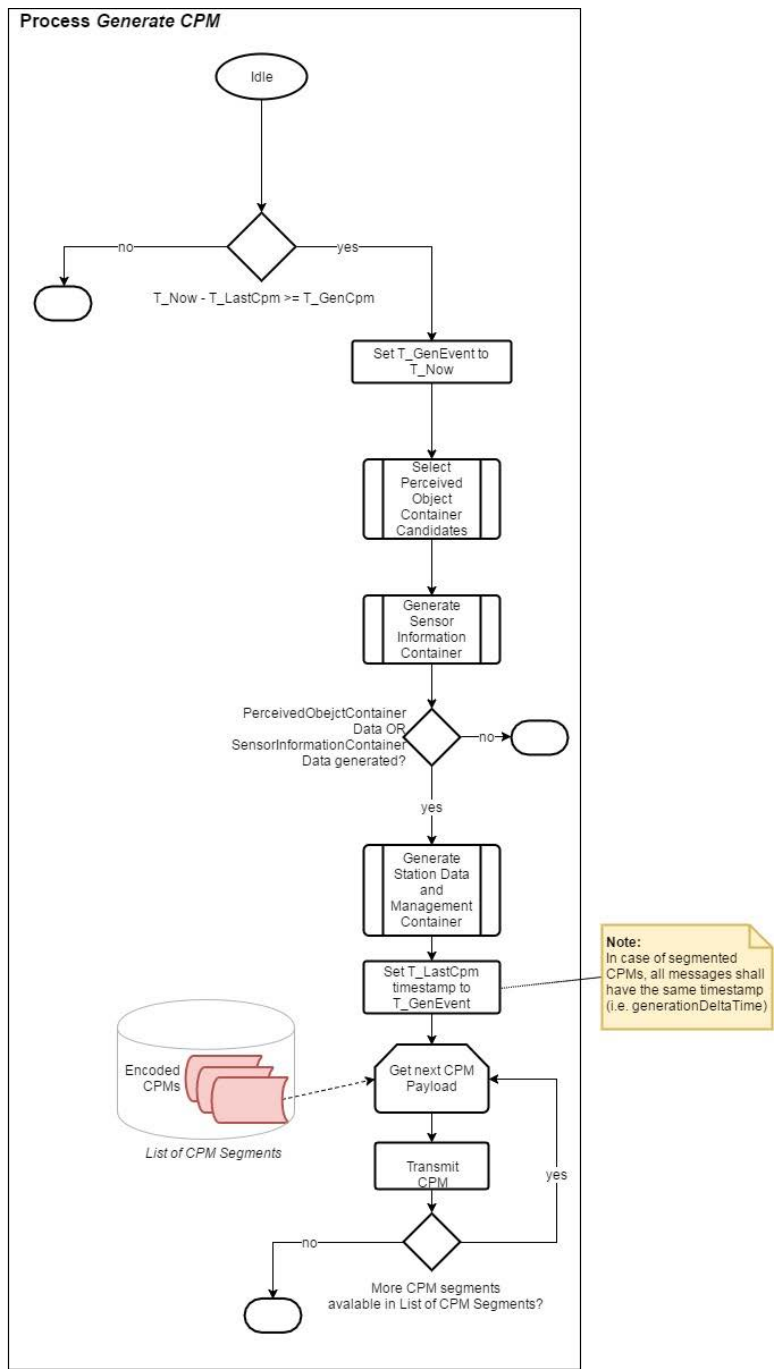 Process Generate CPM
Idle
no
yes
T_Now - T_LastCpm >= T_GenCpm
Set T_GenEvent to
T_Now
Select
Perceived
Object
Container
Candidates
Generate
Sensor
Information
Container
PerceivedObejctContainer
Data OR
SensorInformationContainer
Data generated?
no
yes
Generate
Station Data
and
Management
Container
Note:
In case of segmented
CPMs, all messages shall
have the same timestamp
(i.e. generationDeltaTime)
Set T_LastCpm
timestamp to
T_GenEvent
Encoded
CPMs
List of CPM Segments
Get next CPM
Payload
Transmit
CPM
yes
no
More CPM segments
avalable in List of CPM Segments?